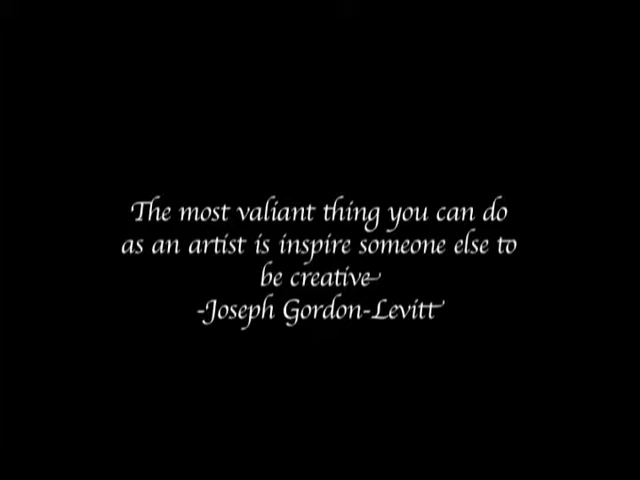 The most valiant thing you can do
as an artist is inspire someone else to
be creative
-Joseph Gordon-Levitt